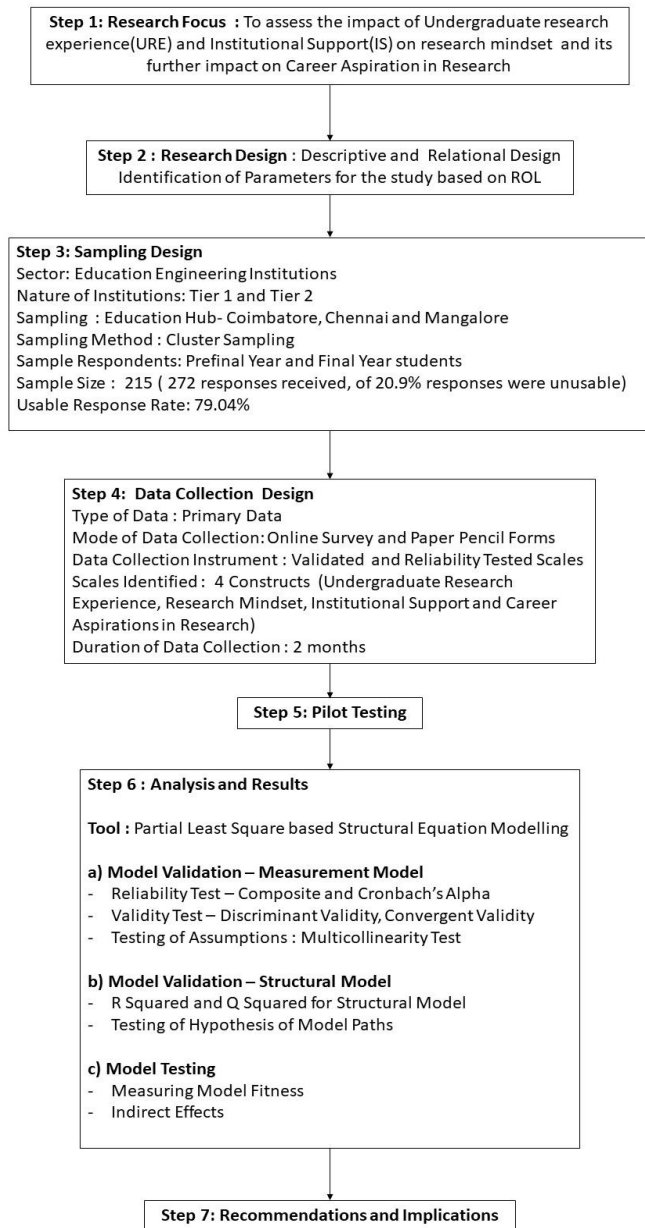 Step 1: Research Focus : To assess the impact of Undergraduate research
experience(URE) and Institutional Support(IS) on research mindset and its
further impact on Career Aspiration in Research
Step 2 : Research Design : Descriptive and Relational Design
Identification of Parameters for the study based on ROL
Step 3: Sampling Design
Sector: Education Engineering Institutions
Nature of Institutions: Tier 1 and Tier 2
Sampling : Education Hub- Coimbatore, Chennai and Mangalore
Sampling Method : Cluster Sampling
Sample Respondents: Prefinal Year and Final Year students
Sample Size : 215 ( 272 responses received, of 20.9% responses were unusable)
Usable Response Rate: 79.04%
Step 4: Data Collection Design
Type of Data : Primary Data
Mode of Data Collection: Online Survey and Paper Pencil Forms
Data Collection Instrument : Validated and Reliability Tested Scales
Scales Identified : 4 Constructs (Undergraduate Research
Experience, Research Mindset, Institutional Support and Career
Aspirations in Research)
Duration of Data Collection : 2 months
Step 5: Pilot Testing
Step 6 : Analysis and Results
Tool : Partial Least Square based Structural Equation Modelling
a) Model Validation – Measurement Model
- Reliability Test – Composite and Cronbach's Alpha
- Validity Test – Discriminant Validity, Convergent Validity
- Testing of Assumptions : Multicollinearity Test
b) Model Validation – Structural Model
- R Squared and Q Squared for Structural Model
- Testing of Hypothesis of Model Paths
c) Model Testing
- Measuring Model Fitness
- Indirect Effects
Step 7: Recommendations and Implications